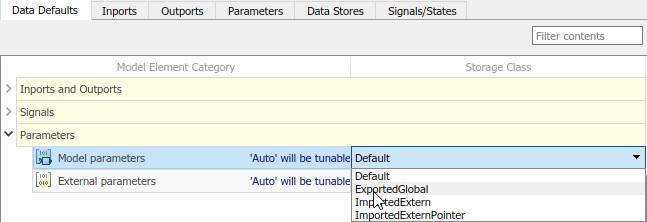 Data Defaults Inports Outports Parameters Data Stores Signals/States
Filter contents
Model Element Category Storage Class
Inports and Outports
Signals
Parameters
Model parameters 'Auto' will be tunable Default
Default
External parameters 'Auto' will be tunable ExportedGlobal
ImportedExtern
ImportedExternPointer